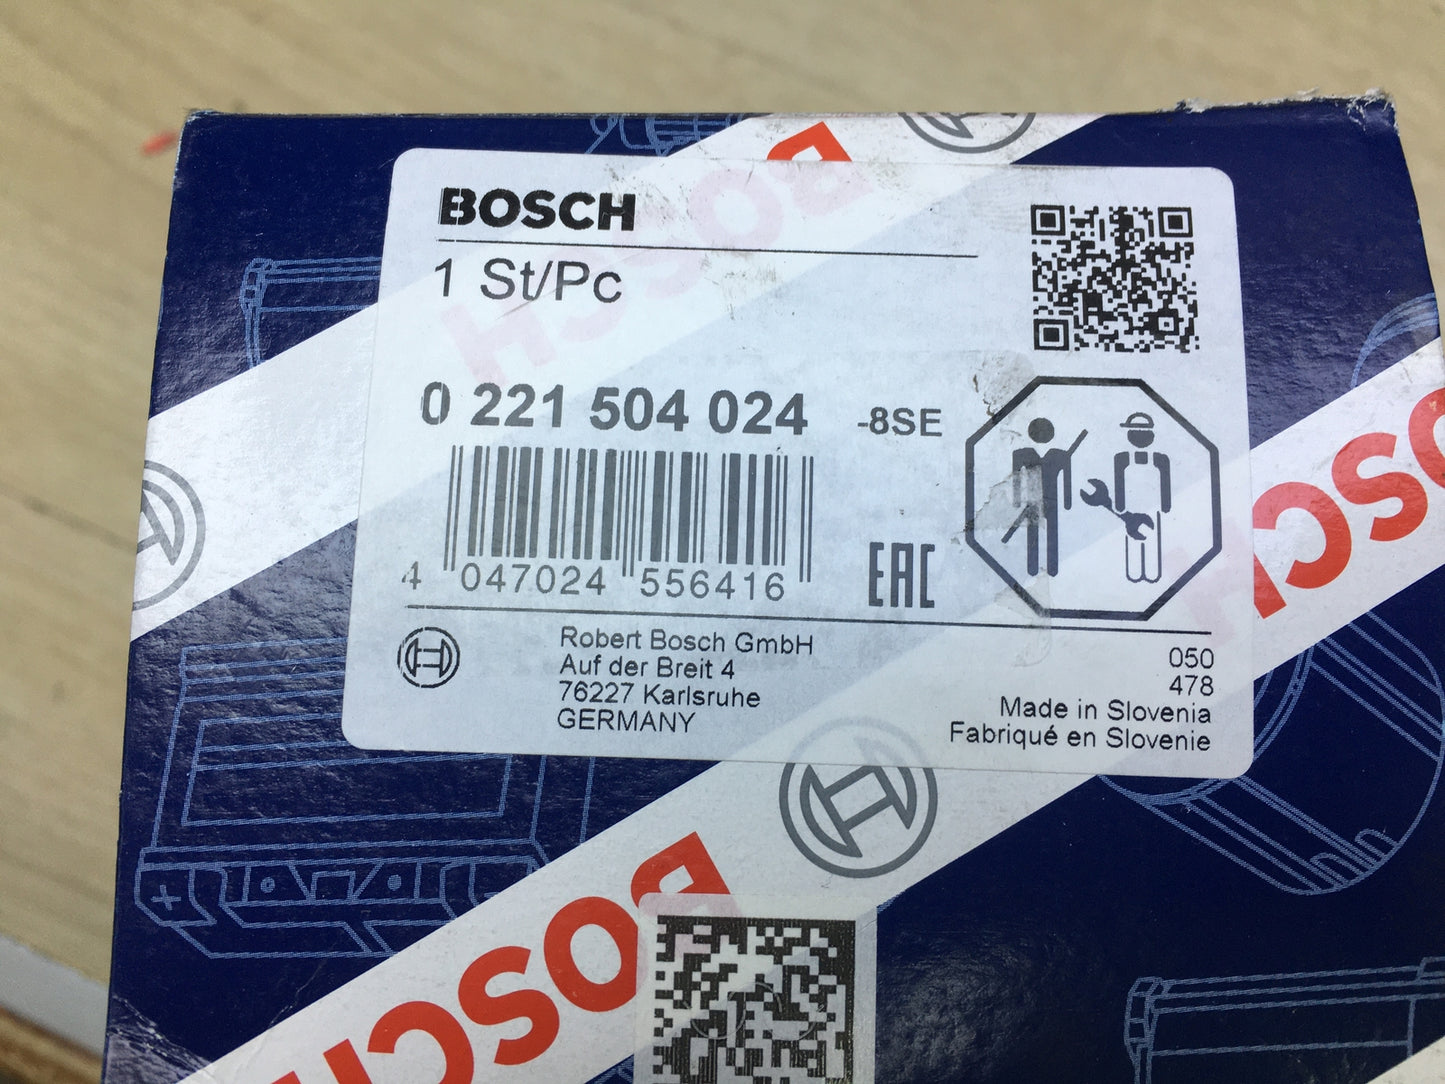 BOSCH
1 St/Pc
0 221 504 024 -8SE
4 047024 556416
EAC
Robert Bosch GmbH
Auf der Breit 4
76227 Karlsruhe
GERMANY
050
478
Made in Slovenia
Fabriqué en Slovenie
BOSCH
BOSCH
BOSCH